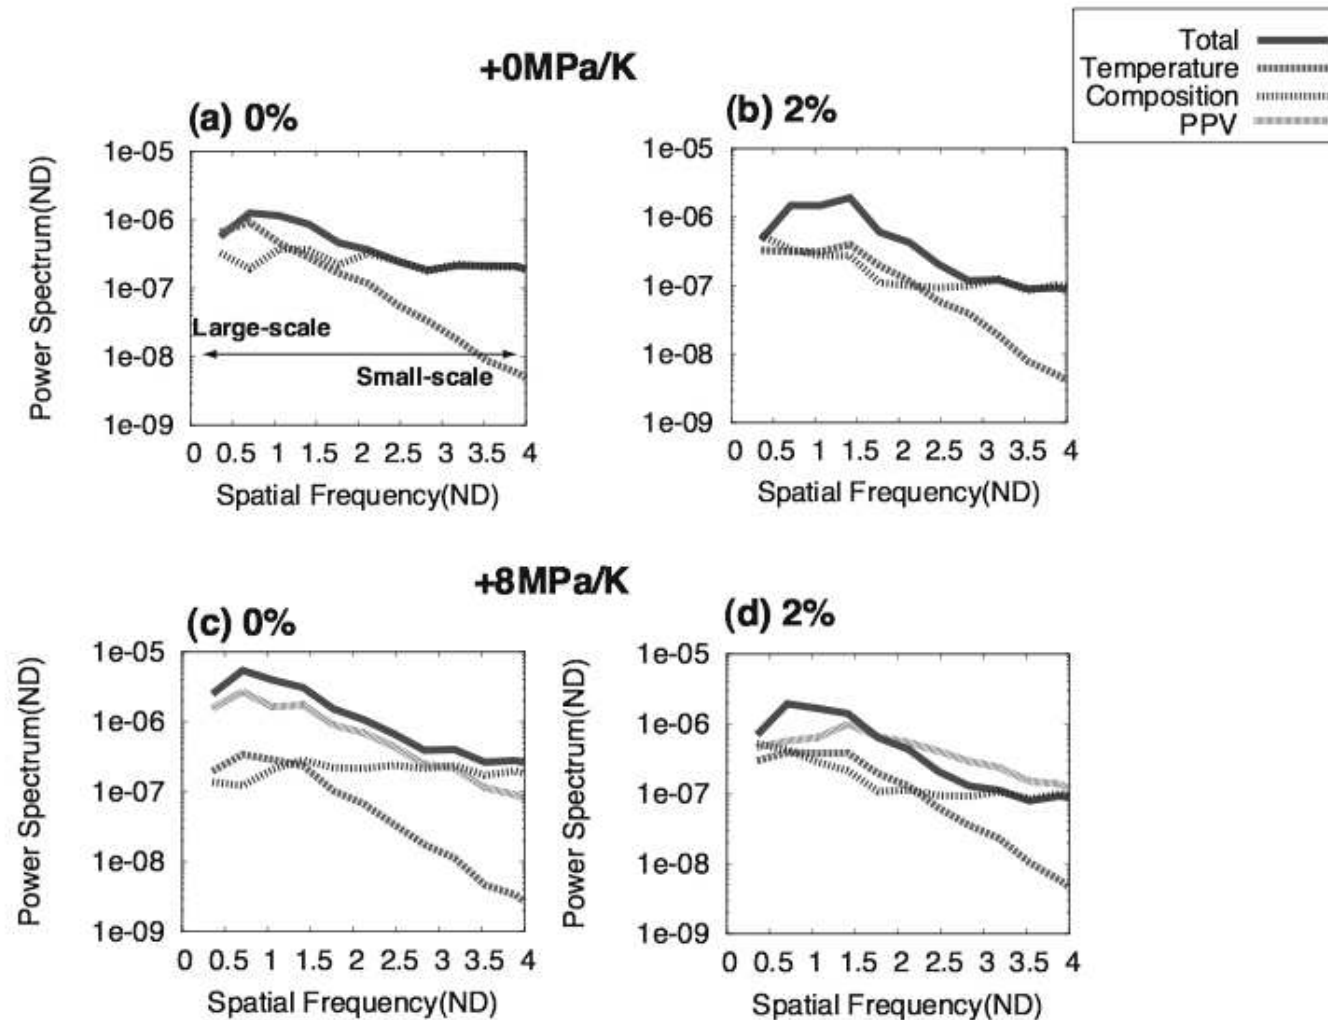 Total
Temperature
Composition
PPV
+0MPa/K
(a) 0%
Power Spectrum(ND)
1e-05
1e-06
1e-07
1e-08
1e-09
Large-scale
Small-scale
0 0.5 1 1.5 2 2.5 3 3.5 4
Spatial Frequency(ND)
(b) 2%
1e-05
1e-06
1e-07
1e-08
1e-09
0 0.5 1 1.5 2 2.5 3 3.5 4
Spatial Frequency(ND)
+8MPa/K
(c) 0%
Power Spectrum(ND)
1e-05
1e-06
1e-07
1e-08
1e-09
0 0.5 1 1.5 2 2.5 3 3.5 4
Spatial Frequency(ND)
(d) 2%
Power Spectrum(ND)
1e-05
1e-06
1e-07
1e-08
1e-09
0 0.5 1 1.5 2 2.5 3 3.5 4
Spatial Frequency(ND)